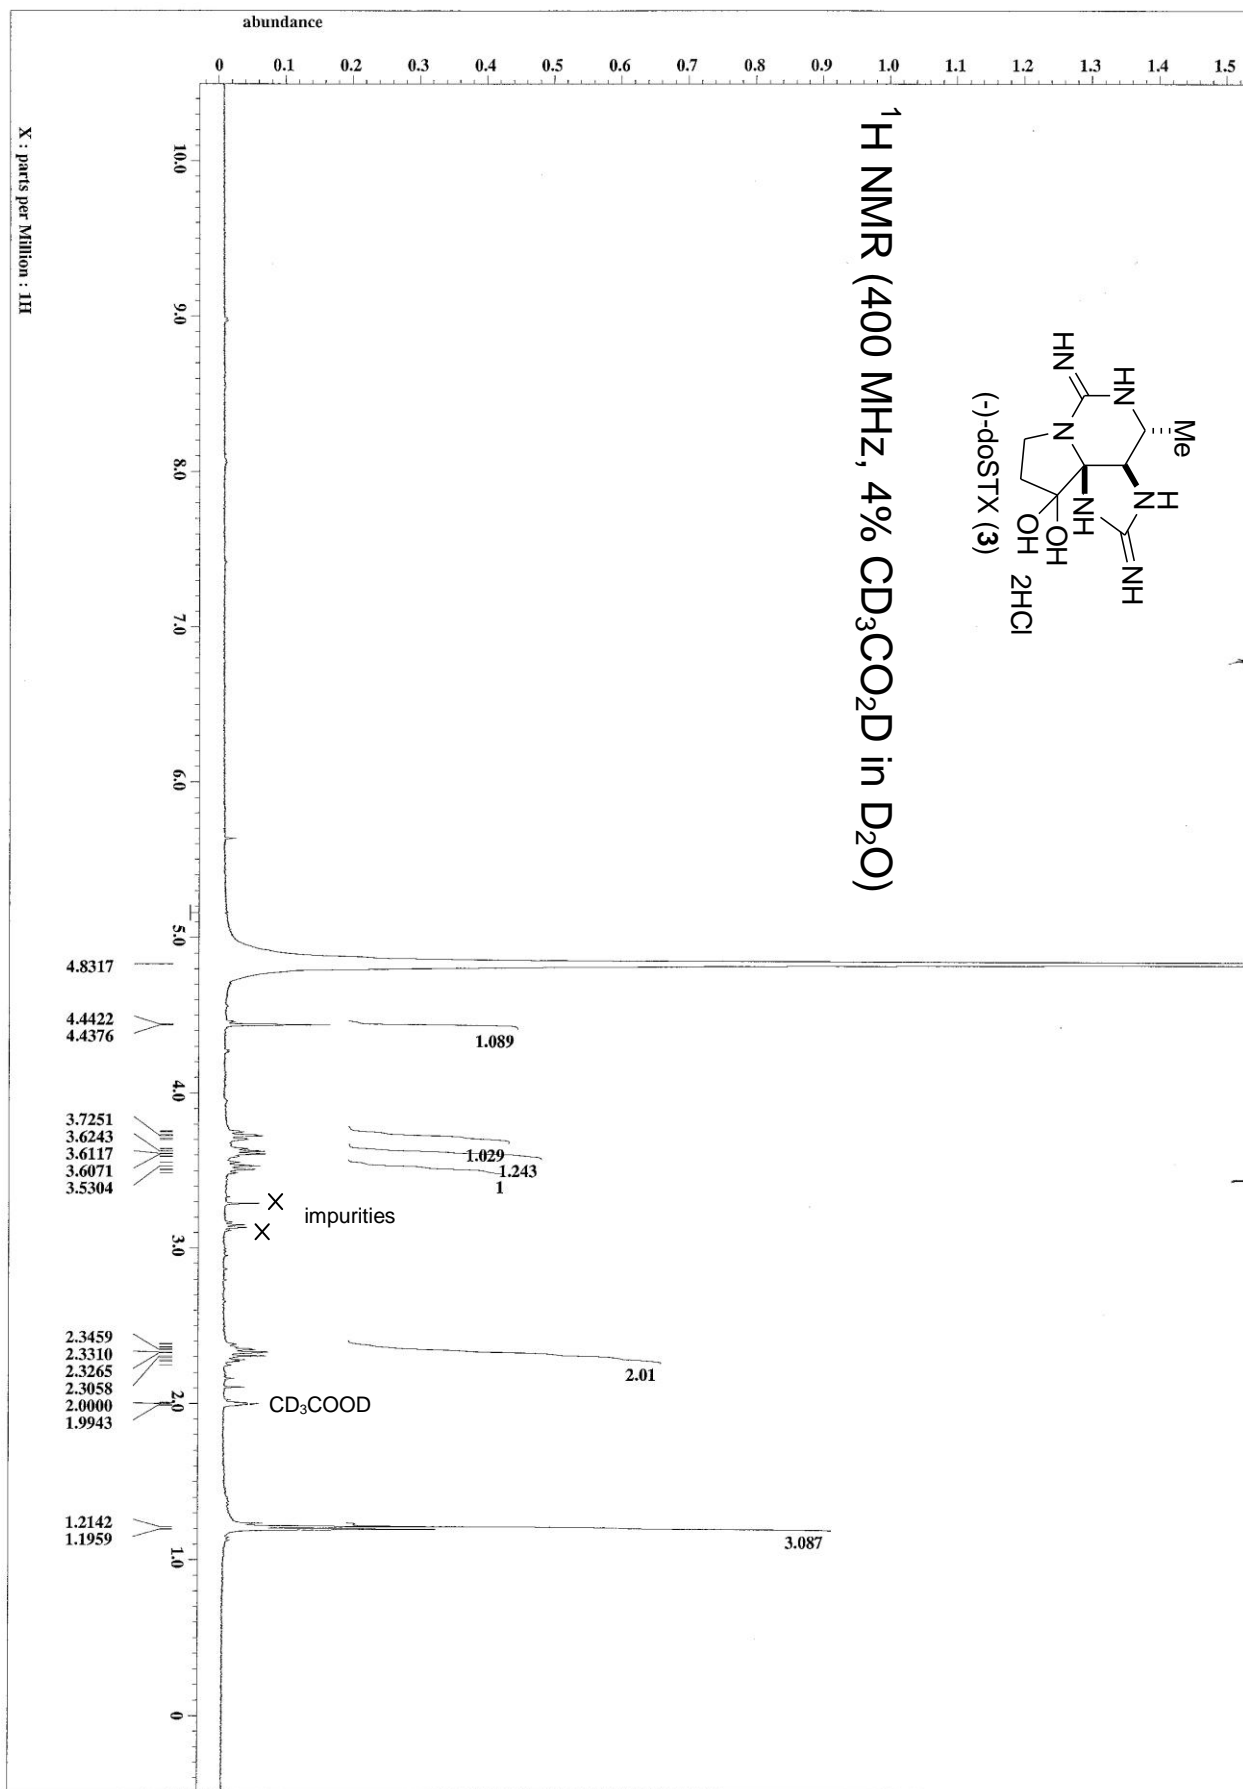 abundance
0 0.1 0.2 0.3 0.4 0.5 0.6 0.7 0.8 0.9 1.0 1.1 1.2 1.3 1.4 1.5
¹H NMR (400 MHz, 4% CD₃CO₂D in D₂O)
Me
HN
HN
N
NH
NH
NH
OH
OH
2HCl
(-)-doSTX (3)
10.0
9.0
8.0
7.0
6.0
5.0
4.0
3.0
2.0
1.0
0
X : parts per Million : 1H
4.8317
4.4422
4.4376
3.7251
3.6243
3.6117
3.6071
3.5304
2.3459
2.3310
2.3265
2.3058
2.0000
1.9943
1.2142
1.1959
1.089
1.029
1.243
1
impurities
2.01
CD₃COOD
3.087